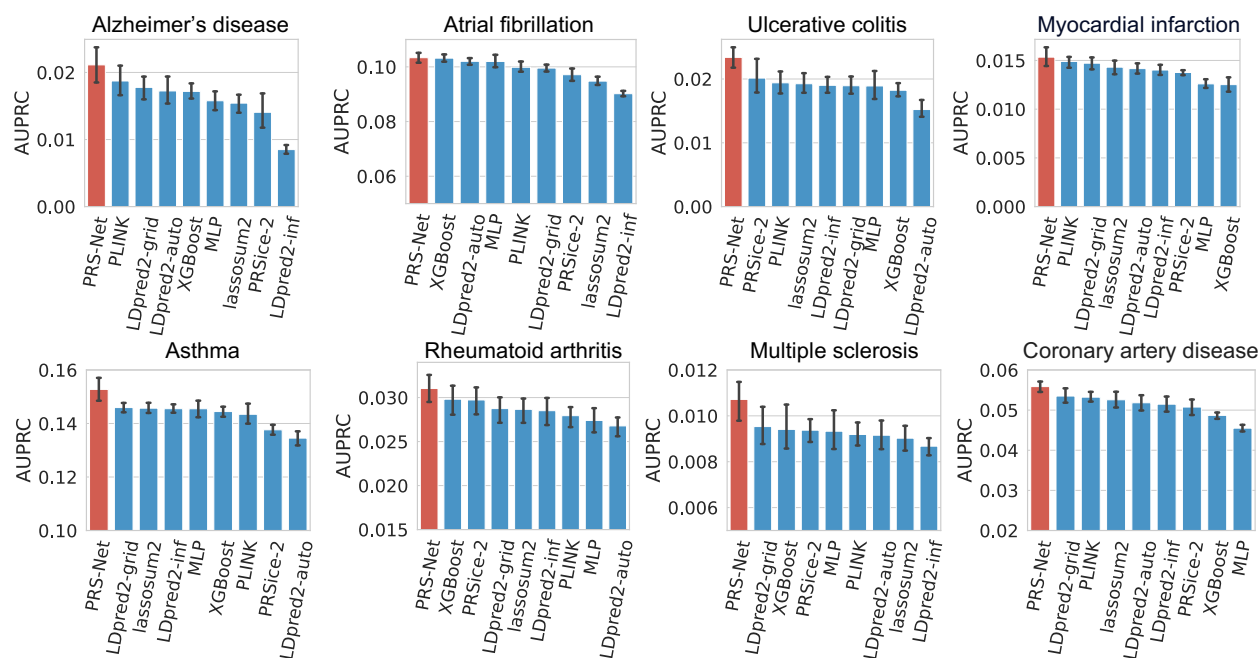 Alzheimer's disease
AUPRC
0.02
0.01
0.00
PRS-Net
PLINK
LDpred2-grid
LDpred2-auto
XGBoost
MLP
lassosum2
PRSice-2
LDpred2-inf
Atrial fibrillation
AUPRC
0.10
0.08
0.06
PRS-Net
XGBoost
LDpred2-auto
MLP
PLINK
LDpred2-grid
PRSice-2
lassosum2
LDpred2-inf
Ulcerative colitis
AUPRC
0.02
0.01
0.00
PRS-Net
PRSice-2
PLINK
lassosum2
LDpred2-inf
LDpred2-grid
MLP
XGBoost
LDpred2-auto
Myocardial infarction
AUPRC
0.015
0.010
0.005
0.000
PRS-Net
PLINK
LDpred2-grid
lassosum2
LDpred2-auto
LDpred2-inf
PRSice-2
MLP
XGBoost
Asthma
AUPRC
0.16
0.14
0.12
0.10
PRS-Net
LDpred2-grid
lassosum2
LDpred2-inf
MLP
XGBoost
PLINK
PRSice-2
LDpred2-auto
Rheumatoid arthritis
AUPRC
0.030
0.025
0.020
0.015
PRS-Net
XGBoost
PRSice-2
LDpred2-grid
lassosum2
LDpred2-inf
PLINK
MLP
LDpred2-auto
Multiple sclerosis
AUPRC
0.012
0.010
0.008
0.006
PRS-Net
LDpred2-grid
XGBoost
PRSice-2
MLP
PLINK
LDpred2-auto
lassosum2
LDpred2-inf
Coronary artery disease
AUPRC
0.06
0.05
0.04
0.03
0.02
PRS-Net
LDpred2-grid
PLINK
lassosum2
LDpred2-auto
LDpred2-inf
PRSice-2
XGBoost
MLP